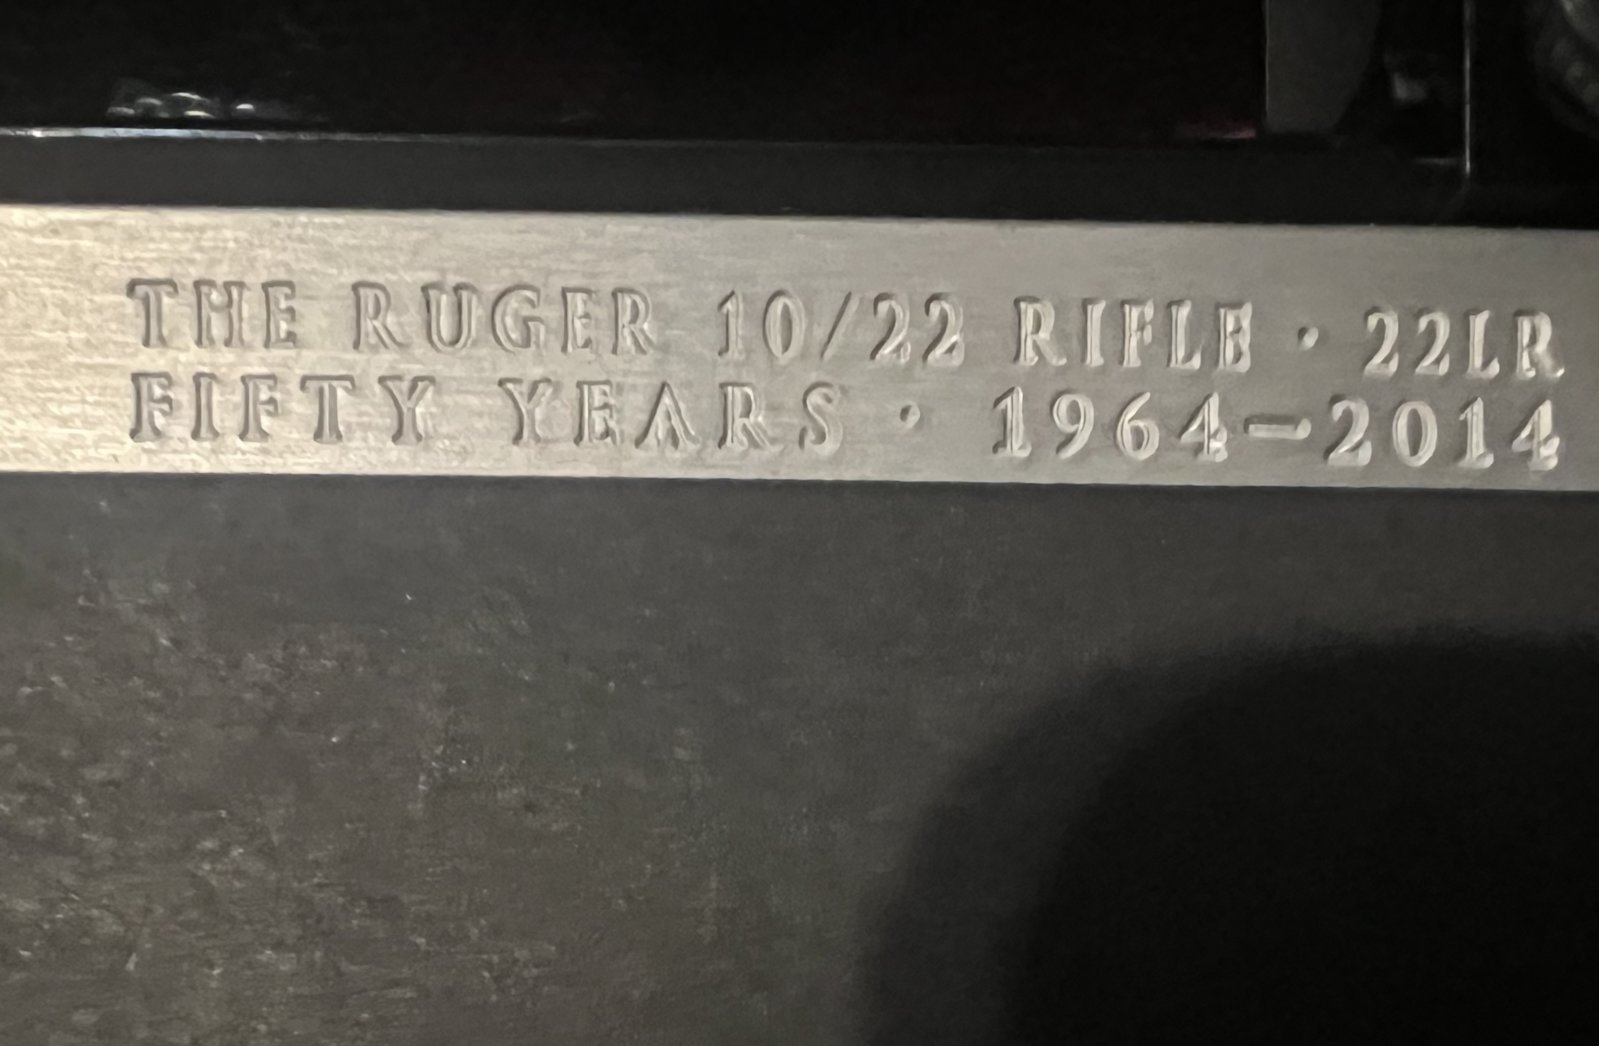 THE RUGER 10/22 RIFLE · 22LR
FIFTY YEARS · 1964–2014